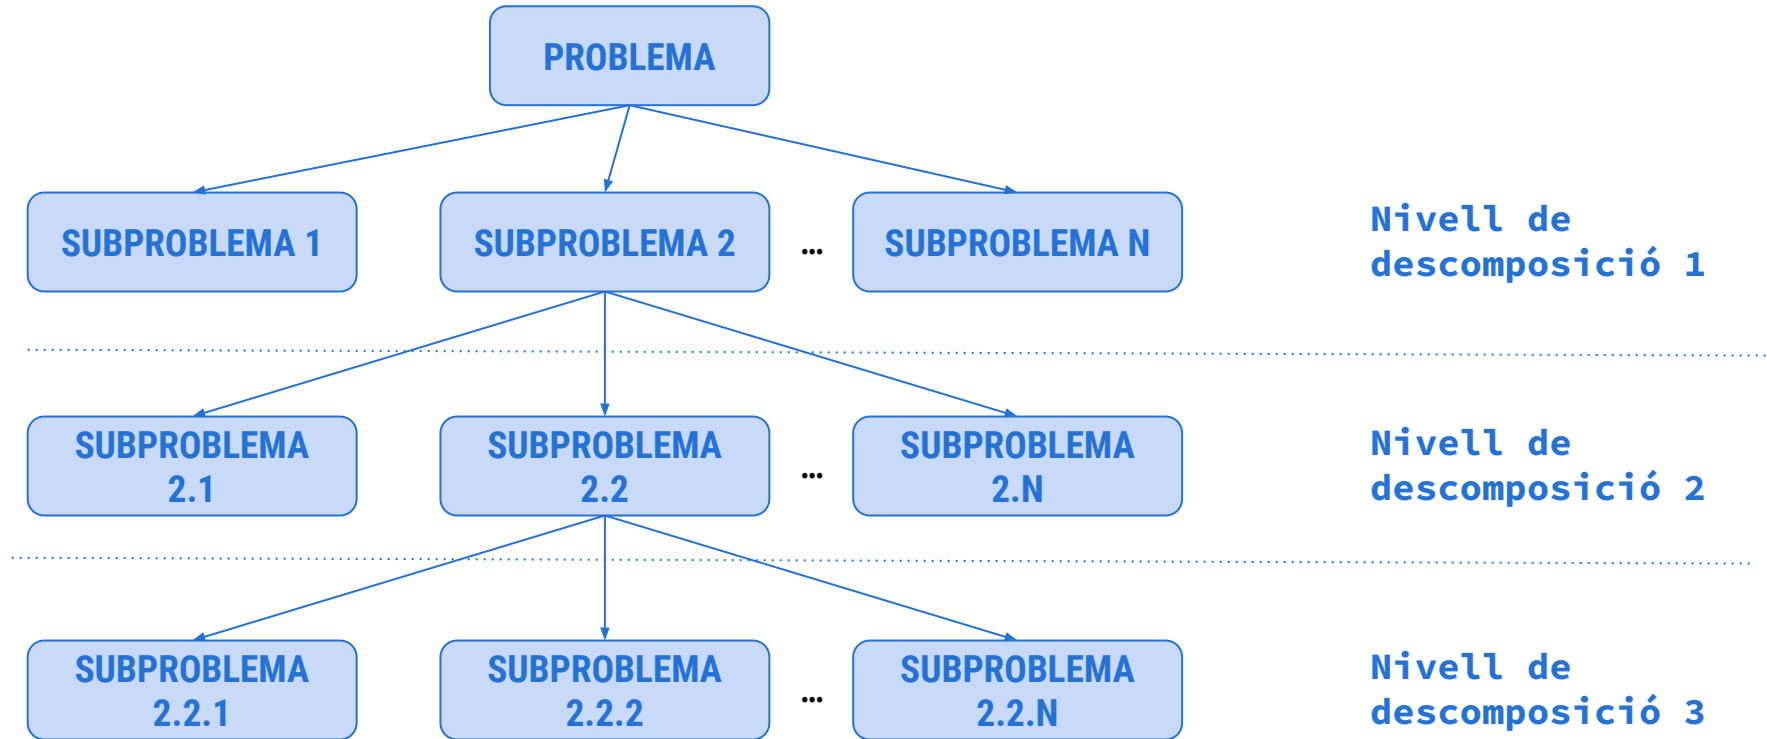 PROBLEMA
SUBPROBLEMA 1
SUBPROBLEMA 2
...
SUBPROBLEMA N
Nivell de
descomposició 1
SUBPROBLEMA
2.1
SUBPROBLEMA
2.2
...
SUBPROBLEMA
2.N
Nivell de
descomposició 2
SUBPROBLEMA
2.2.1
SUBPROBLEMA
2.2.2
...
SUBPROBLEMA
2.2.N
Nivell de
descomposició 3